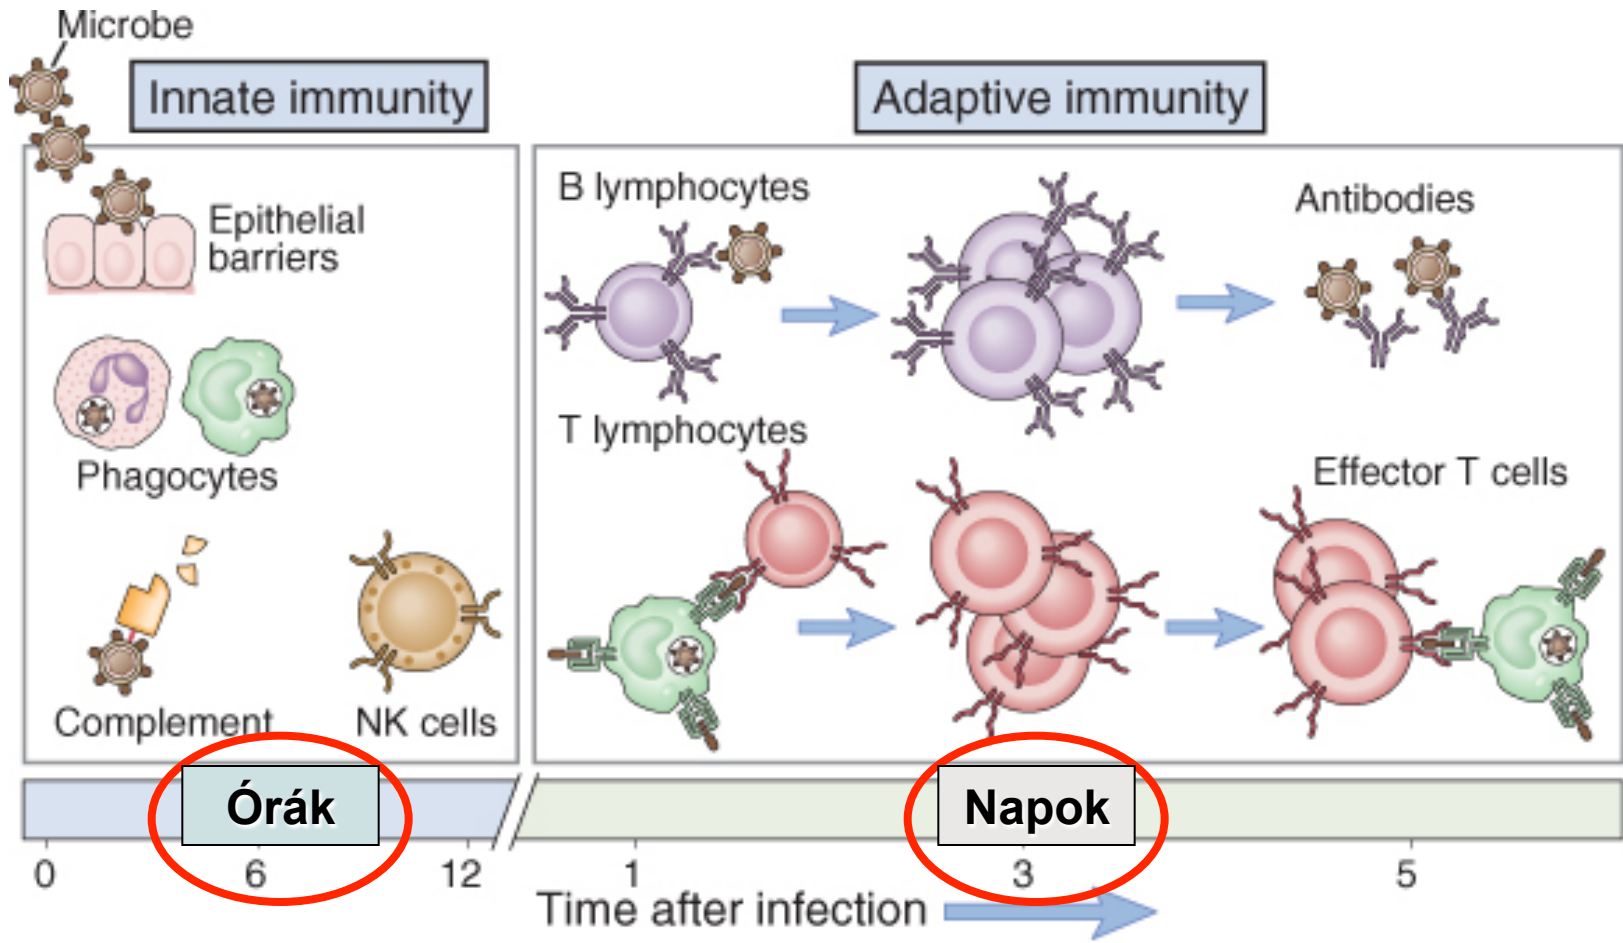 Microbe
Innate immunity
Adaptive immunity
Epithelial
barriers
Phagocytes
Complement
NK cells
B lymphocytes
Antibodies
T lymphocytes
Effector T cells
Órák
Napok
0
6
12
1
3
5
Time after infection